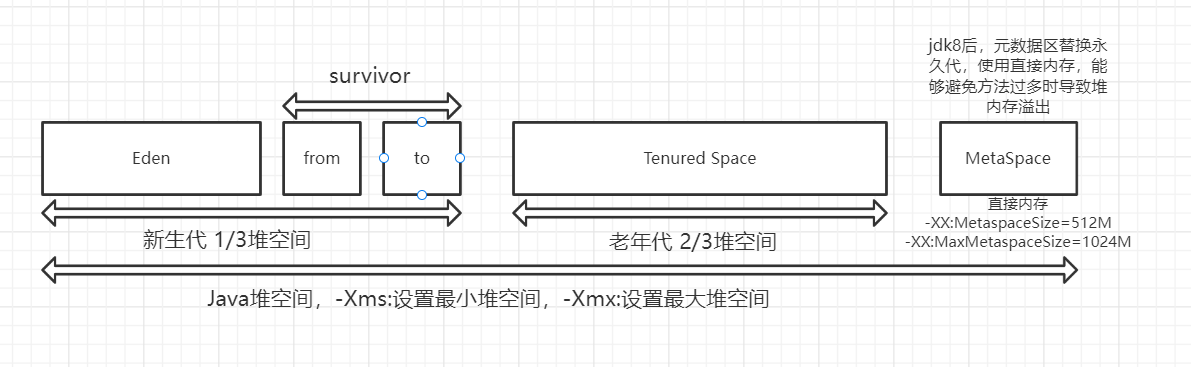 jdk8后，元数据区替换永
久代，使用直接内存，能
够避免方法过多时导致堆
内存溢出
survivor
Eden
from
to
Tenured Space
MetaSpace
直接内存
-XX:MetaspaceSize=512M
-XX:MaxMetaspaceSize=1024M
新生代 1/3堆空间
老年代 2/3堆空间
Java堆空间，-Xms:设置最小堆空间，-Xmx:设置最大堆空间